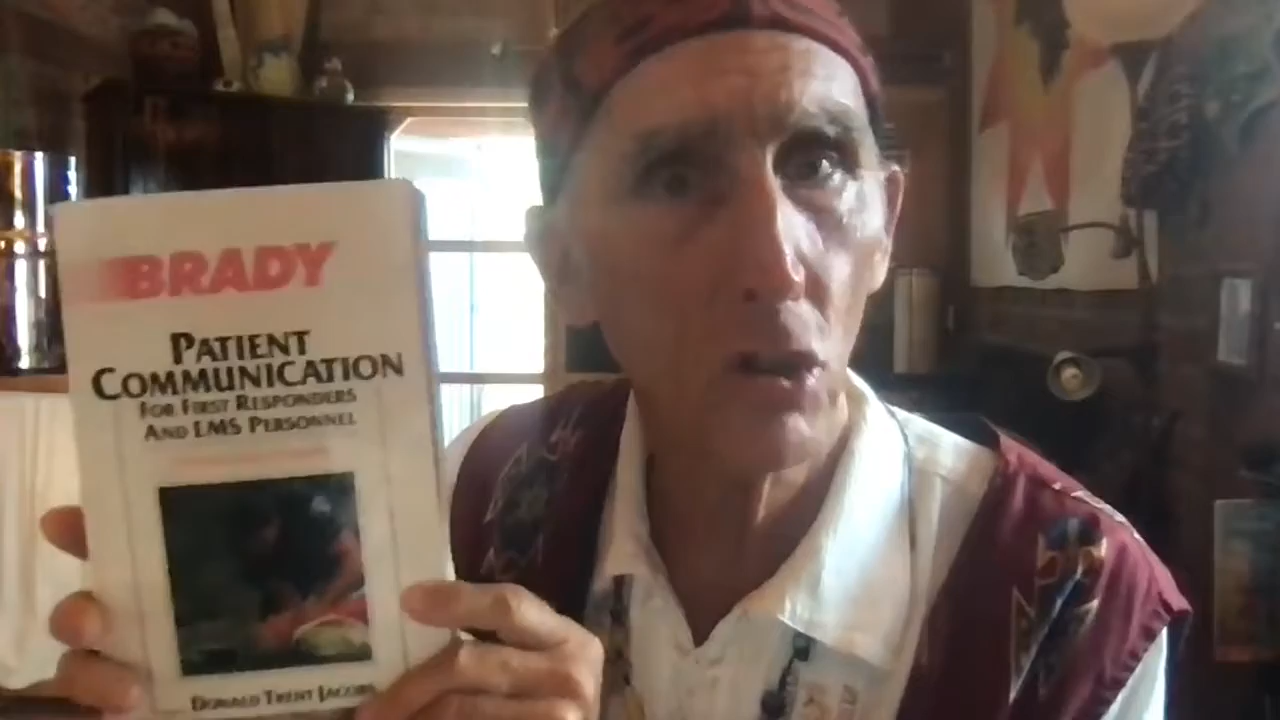 BRADY
PATIENT
COMMUNICATION
FOR FIRST RESPONDERS
AND EMS PERSONNEL
DONALD TRENT JACOBS